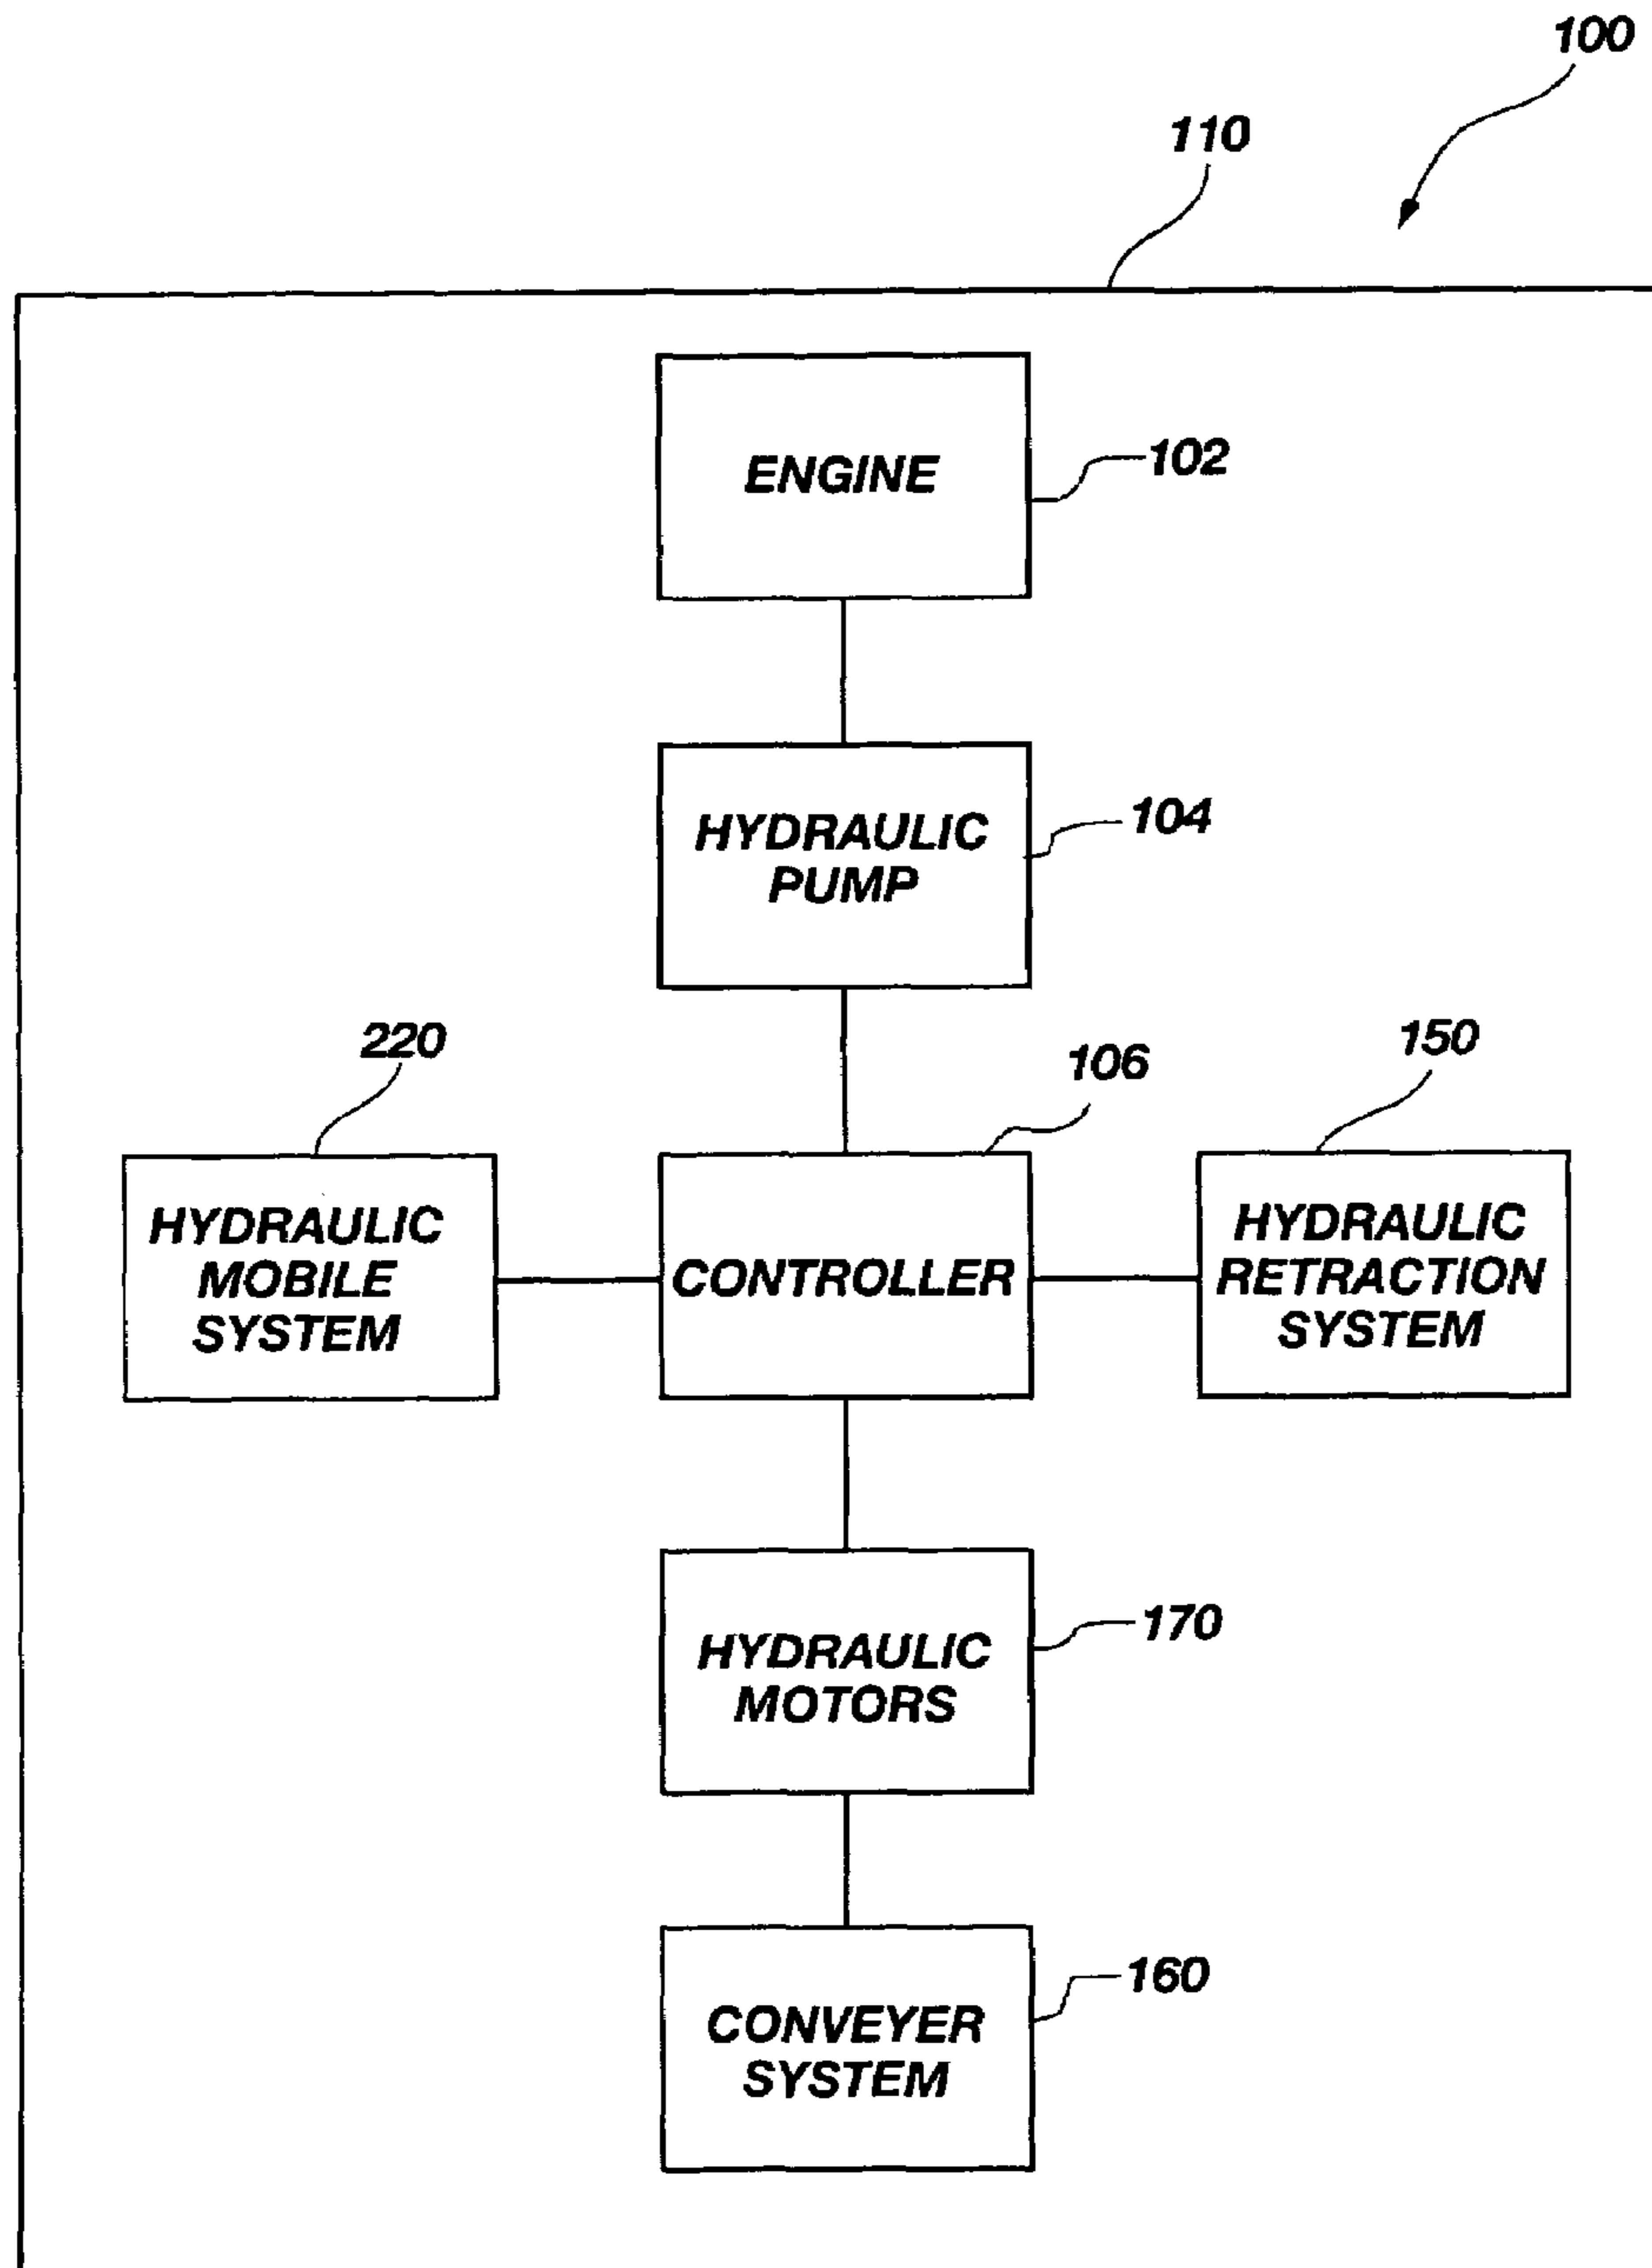 100
110
ENGINE
102
HYDRAULIC
PUMP
104
220
106
150
HYDRAULIC
MOBILE
SYSTEM
CONTROLLER
HYDRAULIC
RETRACTION
SYSTEM
HYDRAULIC
MOTORS
170
CONVEYER
SYSTEM
160